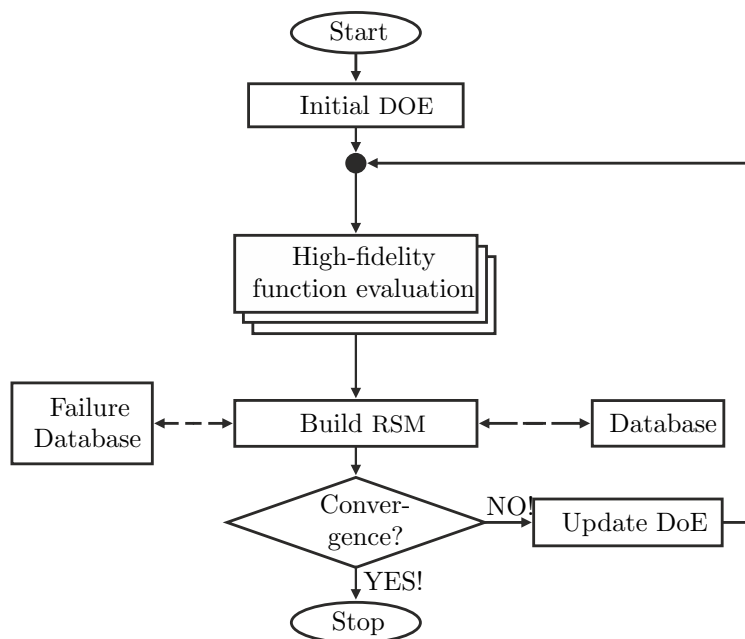 Start
Initial DOE
High-fidelity
function evaluation
Failure
Database
Build RSM
Database
Conver-
gence?
NO!
Update DoE
YES!
Stop